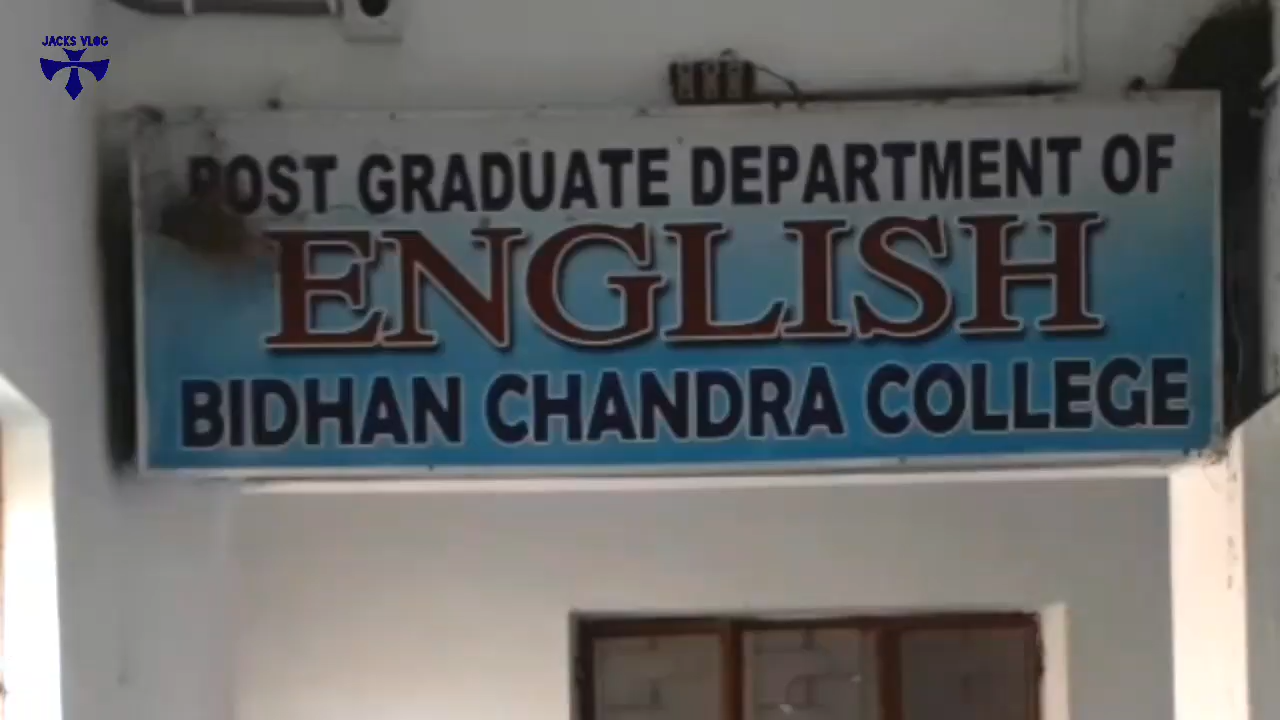 JACKS VLOG
POST GRADUATE DEPARTMENT OF
ENGLISH
BIDHAN CHANDRA COLLEGE